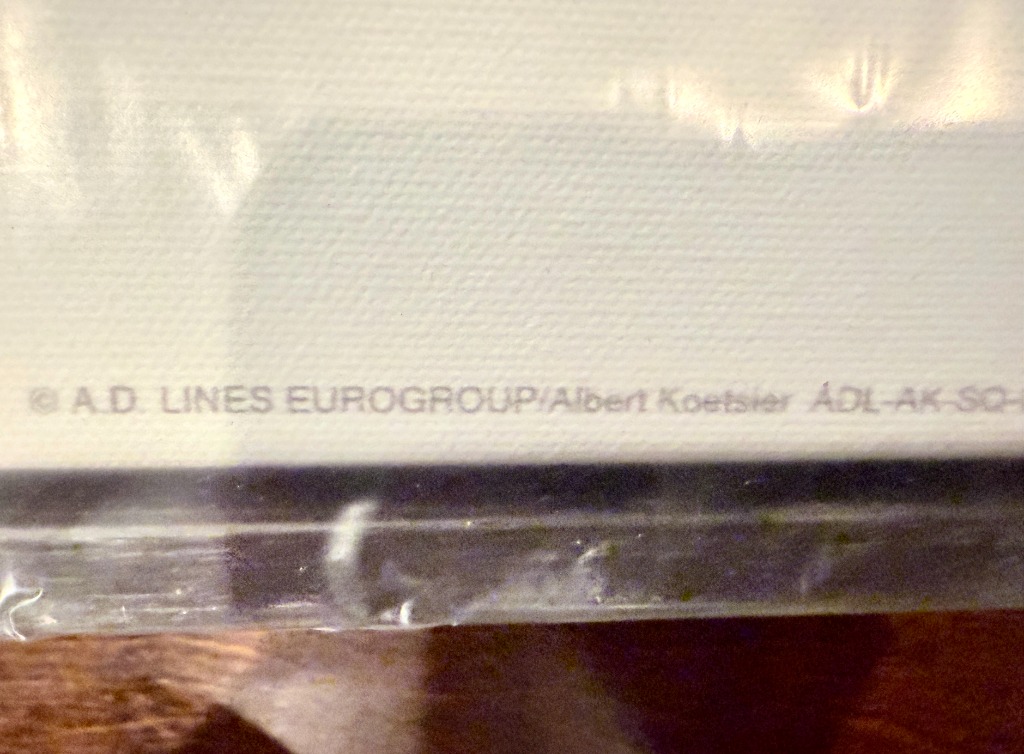 © A.D. LINES EUROGROUP/Albert Koetsier ADL-AK-SQ-